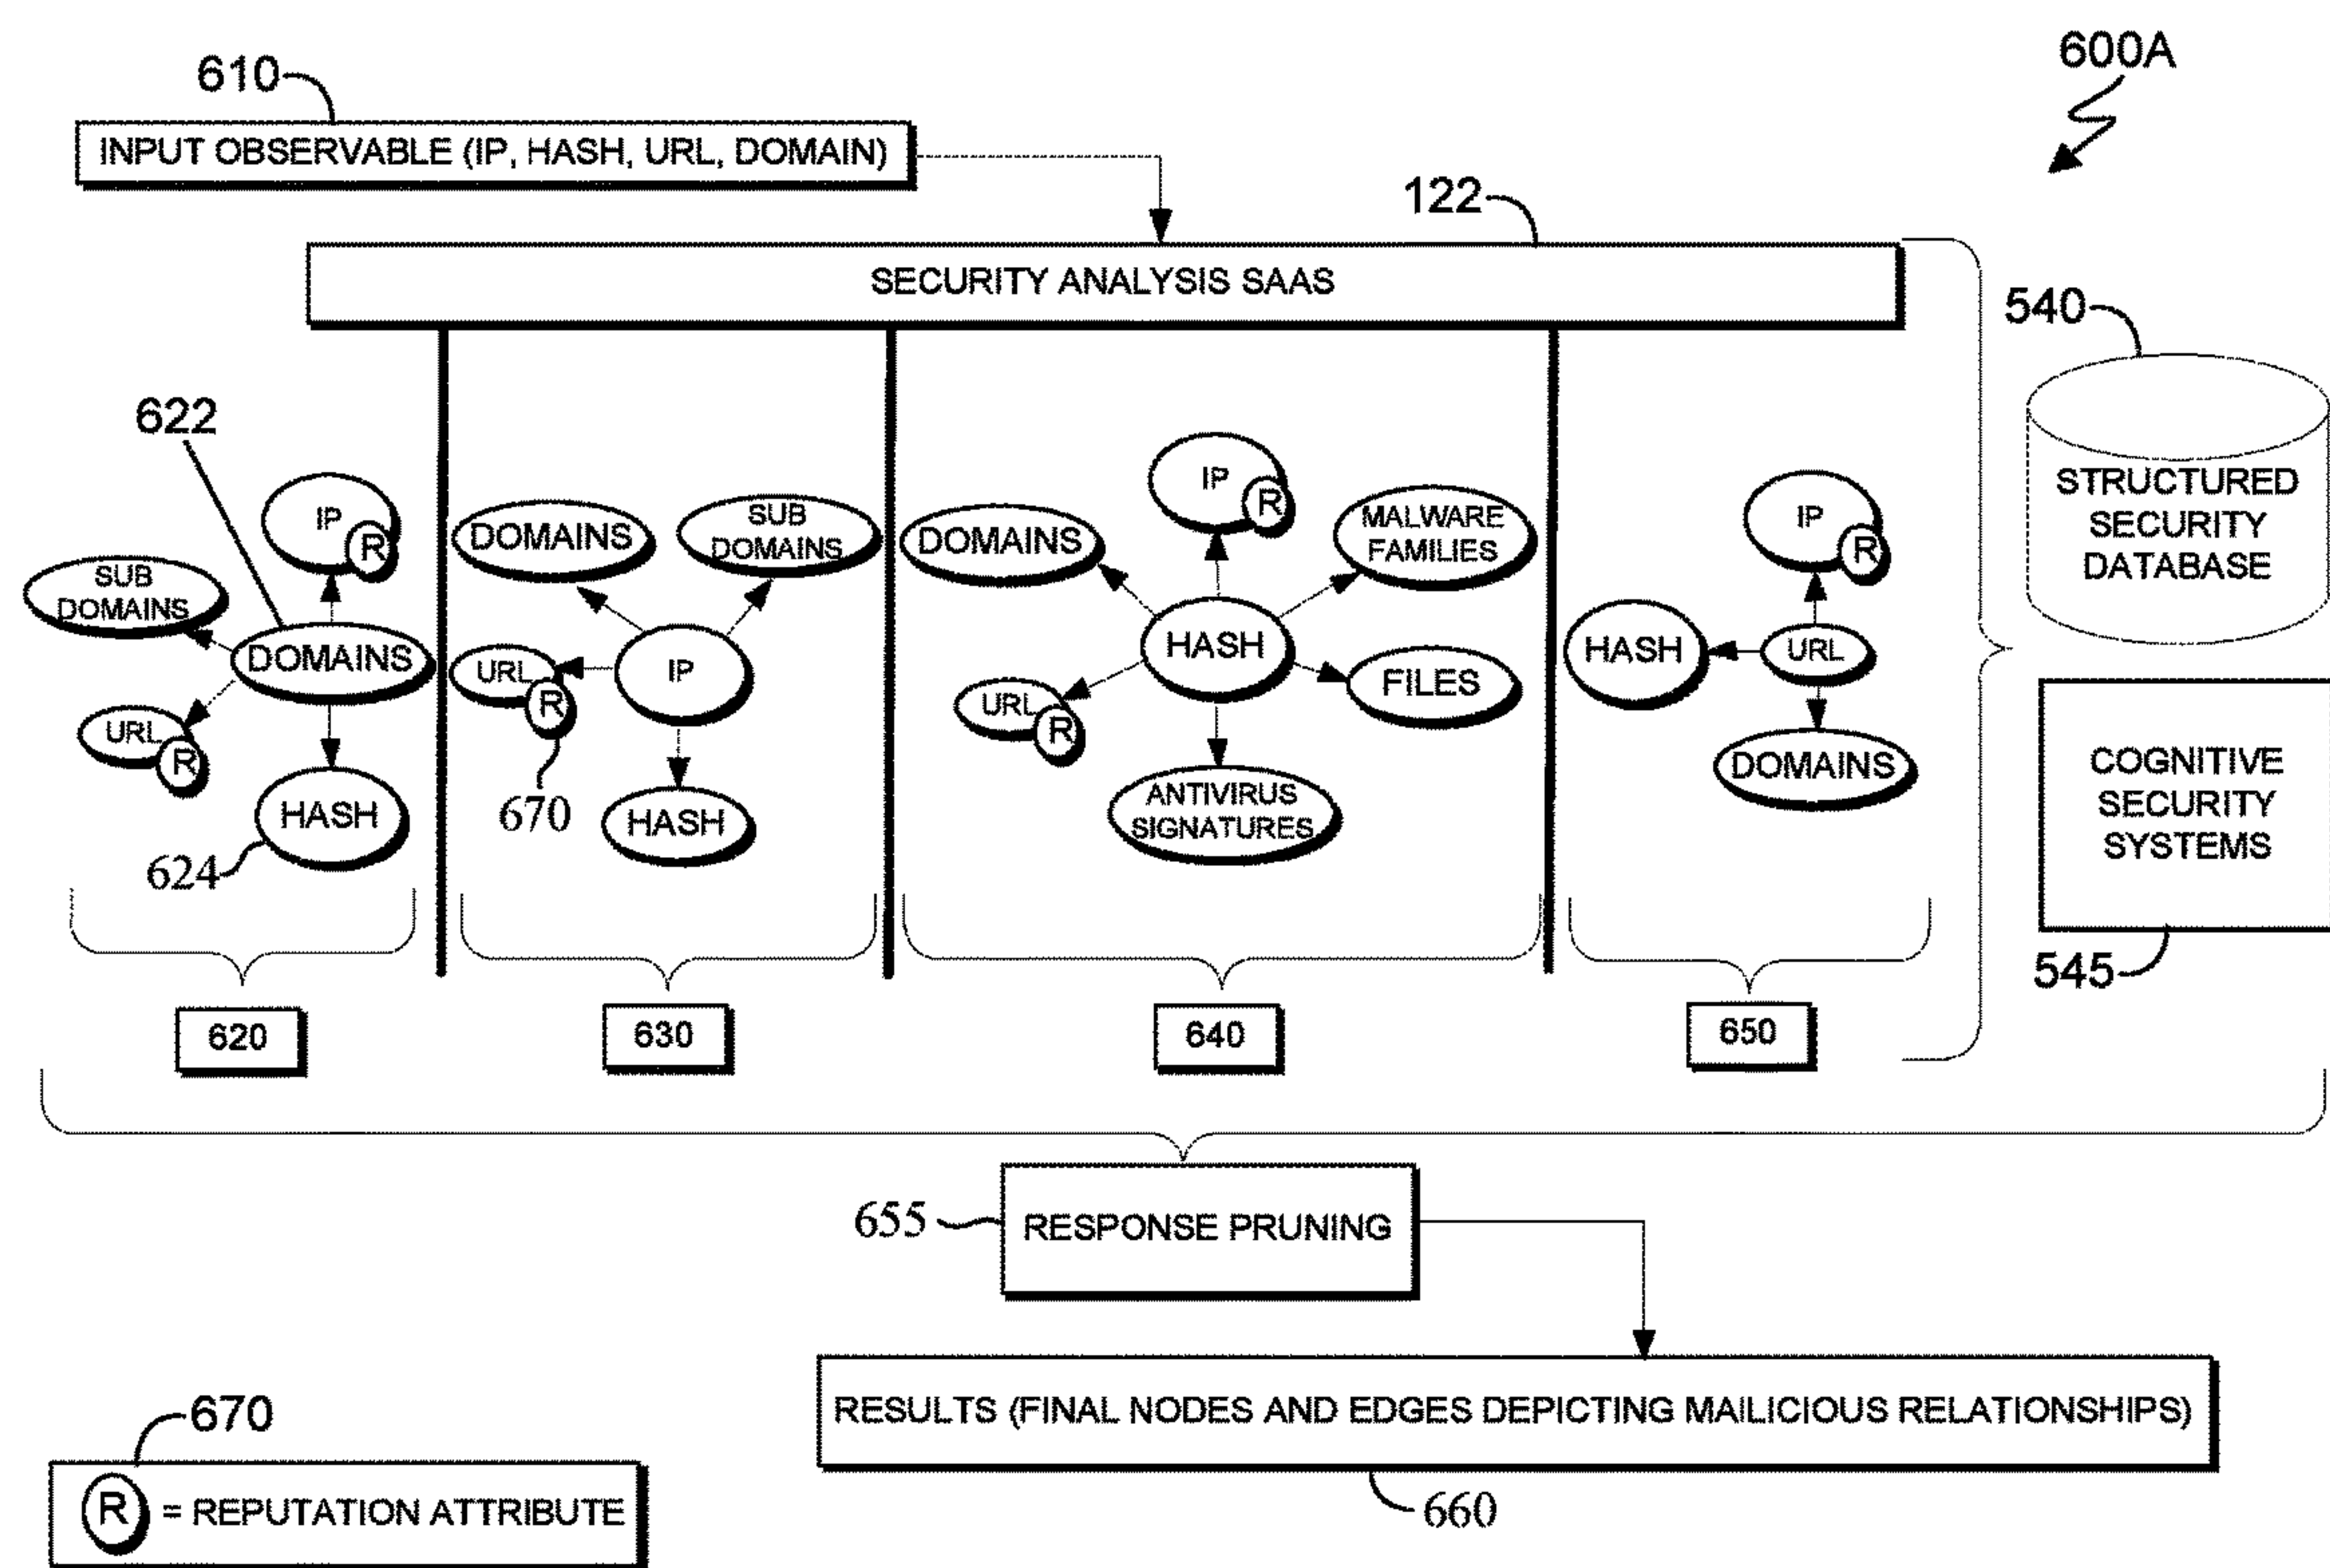 600A
610
INPUT OBSERVABLE (IP, HASH, URL, DOMAIN)
122
SECURITY ANALYSIS SAAS
622
IP
R
SUB
DOMAINS
DOMAINS
URL
R
HASH
624
620
DOMAINS
SUB
DOMAINS
URL
R
IP
670
HASH
630
IP
R
DOMAINS
MALWARE
FAMILIES
HASH
URL
R
FILES
ANTIVIRUS
SIGNATURES
640
IP
R
HASH
URL
DOMAINS
650
540
STRUCTURED
SECURITY
DATABASE
COGNITIVE
SECURITY
SYSTEMS
545
655
RESPONSE PRUNING
RESULTS (FINAL NODES AND EDGES DEPICTING MAILICIOUS RELATIONSHIPS)
660
670
R = REPUTATION ATTRIBUTE